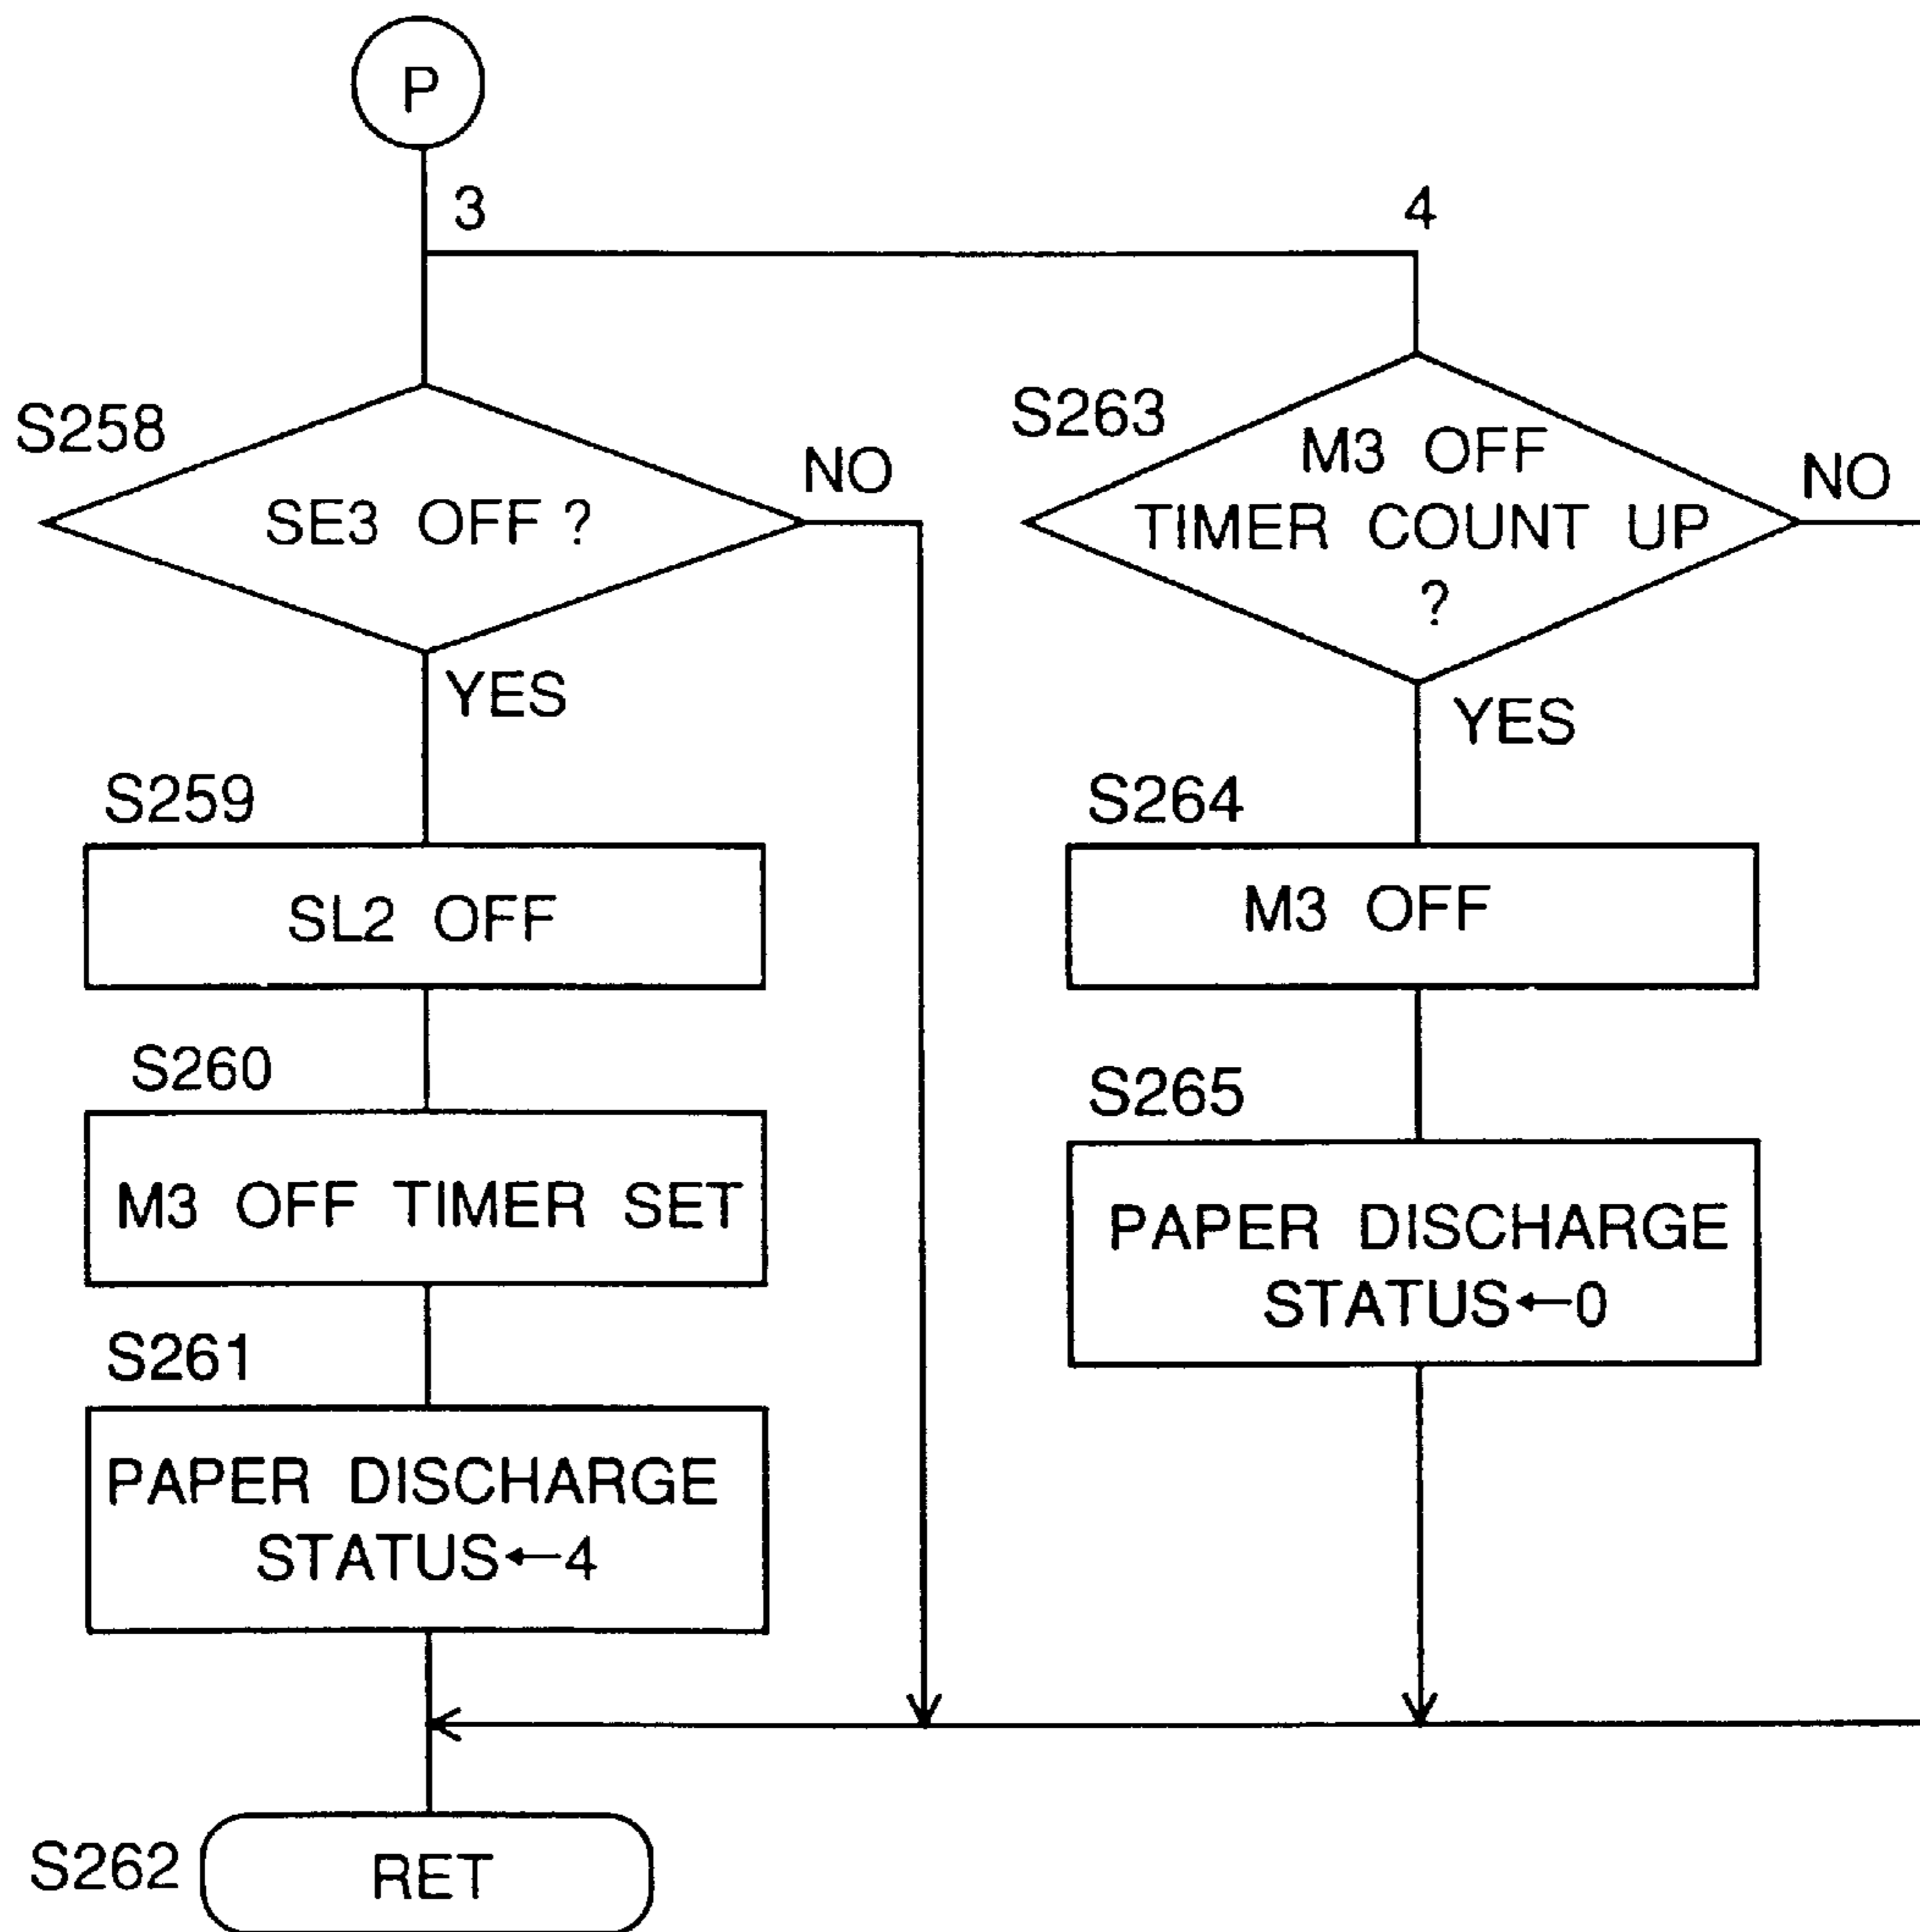 P
3
4
S258
SE3 OFF ?
NO
YES
S259
SL2 OFF
S260
M3 OFF TIMER SET
S261
PAPER DISCHARGE
STATUS←4
S262
RET
S263
M3 OFF
TIMER COUNT UP
?
NO
YES
S264
M3 OFF
S265
PAPER DISCHARGE
STATUS←0